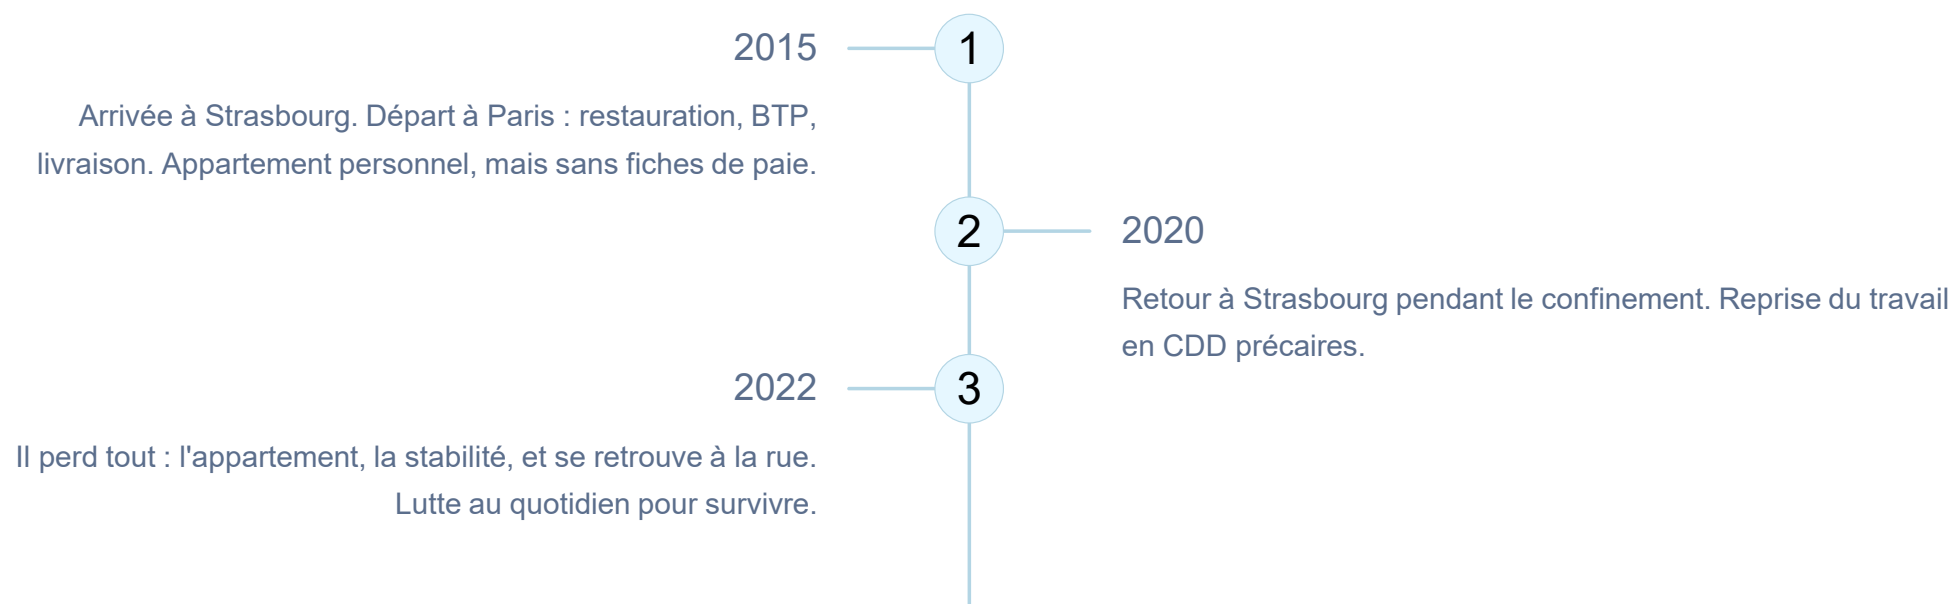 2015
1
Arrivée à Strasbourg. Départ à Paris : restauration, BTP,
livraison. Appartement personnel, mais sans fiches de paie.
2
2020
Retour à Strasbourg pendant le confinement. Reprise du travail
en CDD précaires.
2022
3
Il perd tout : l'appartement, la stabilité, et se retrouve à la rue.
Lutte au quotidien pour survivre.